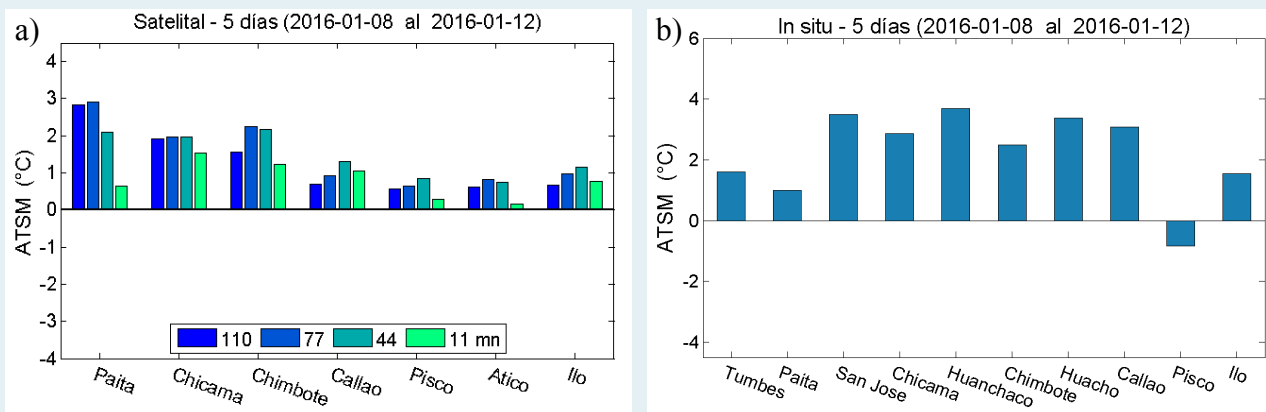 a)
Satelital - 5 días (2016-01-08 al 2016-01-12)
ATSM (°C)
4
3
2
1
0
-1
-2
-3
-4
110 77 44 11 mn
Paita Chicama Chimbote Callao Pisco Atico Ilo
b)
In situ - 5 días (2016-01-08 al 2016-01-12)
ATSM (°C)
6
4
2
0
-2
-4
Tumbes Paita San Jose Chicama Huanchaco Chimbote Huacho Callao Pisco Ilo